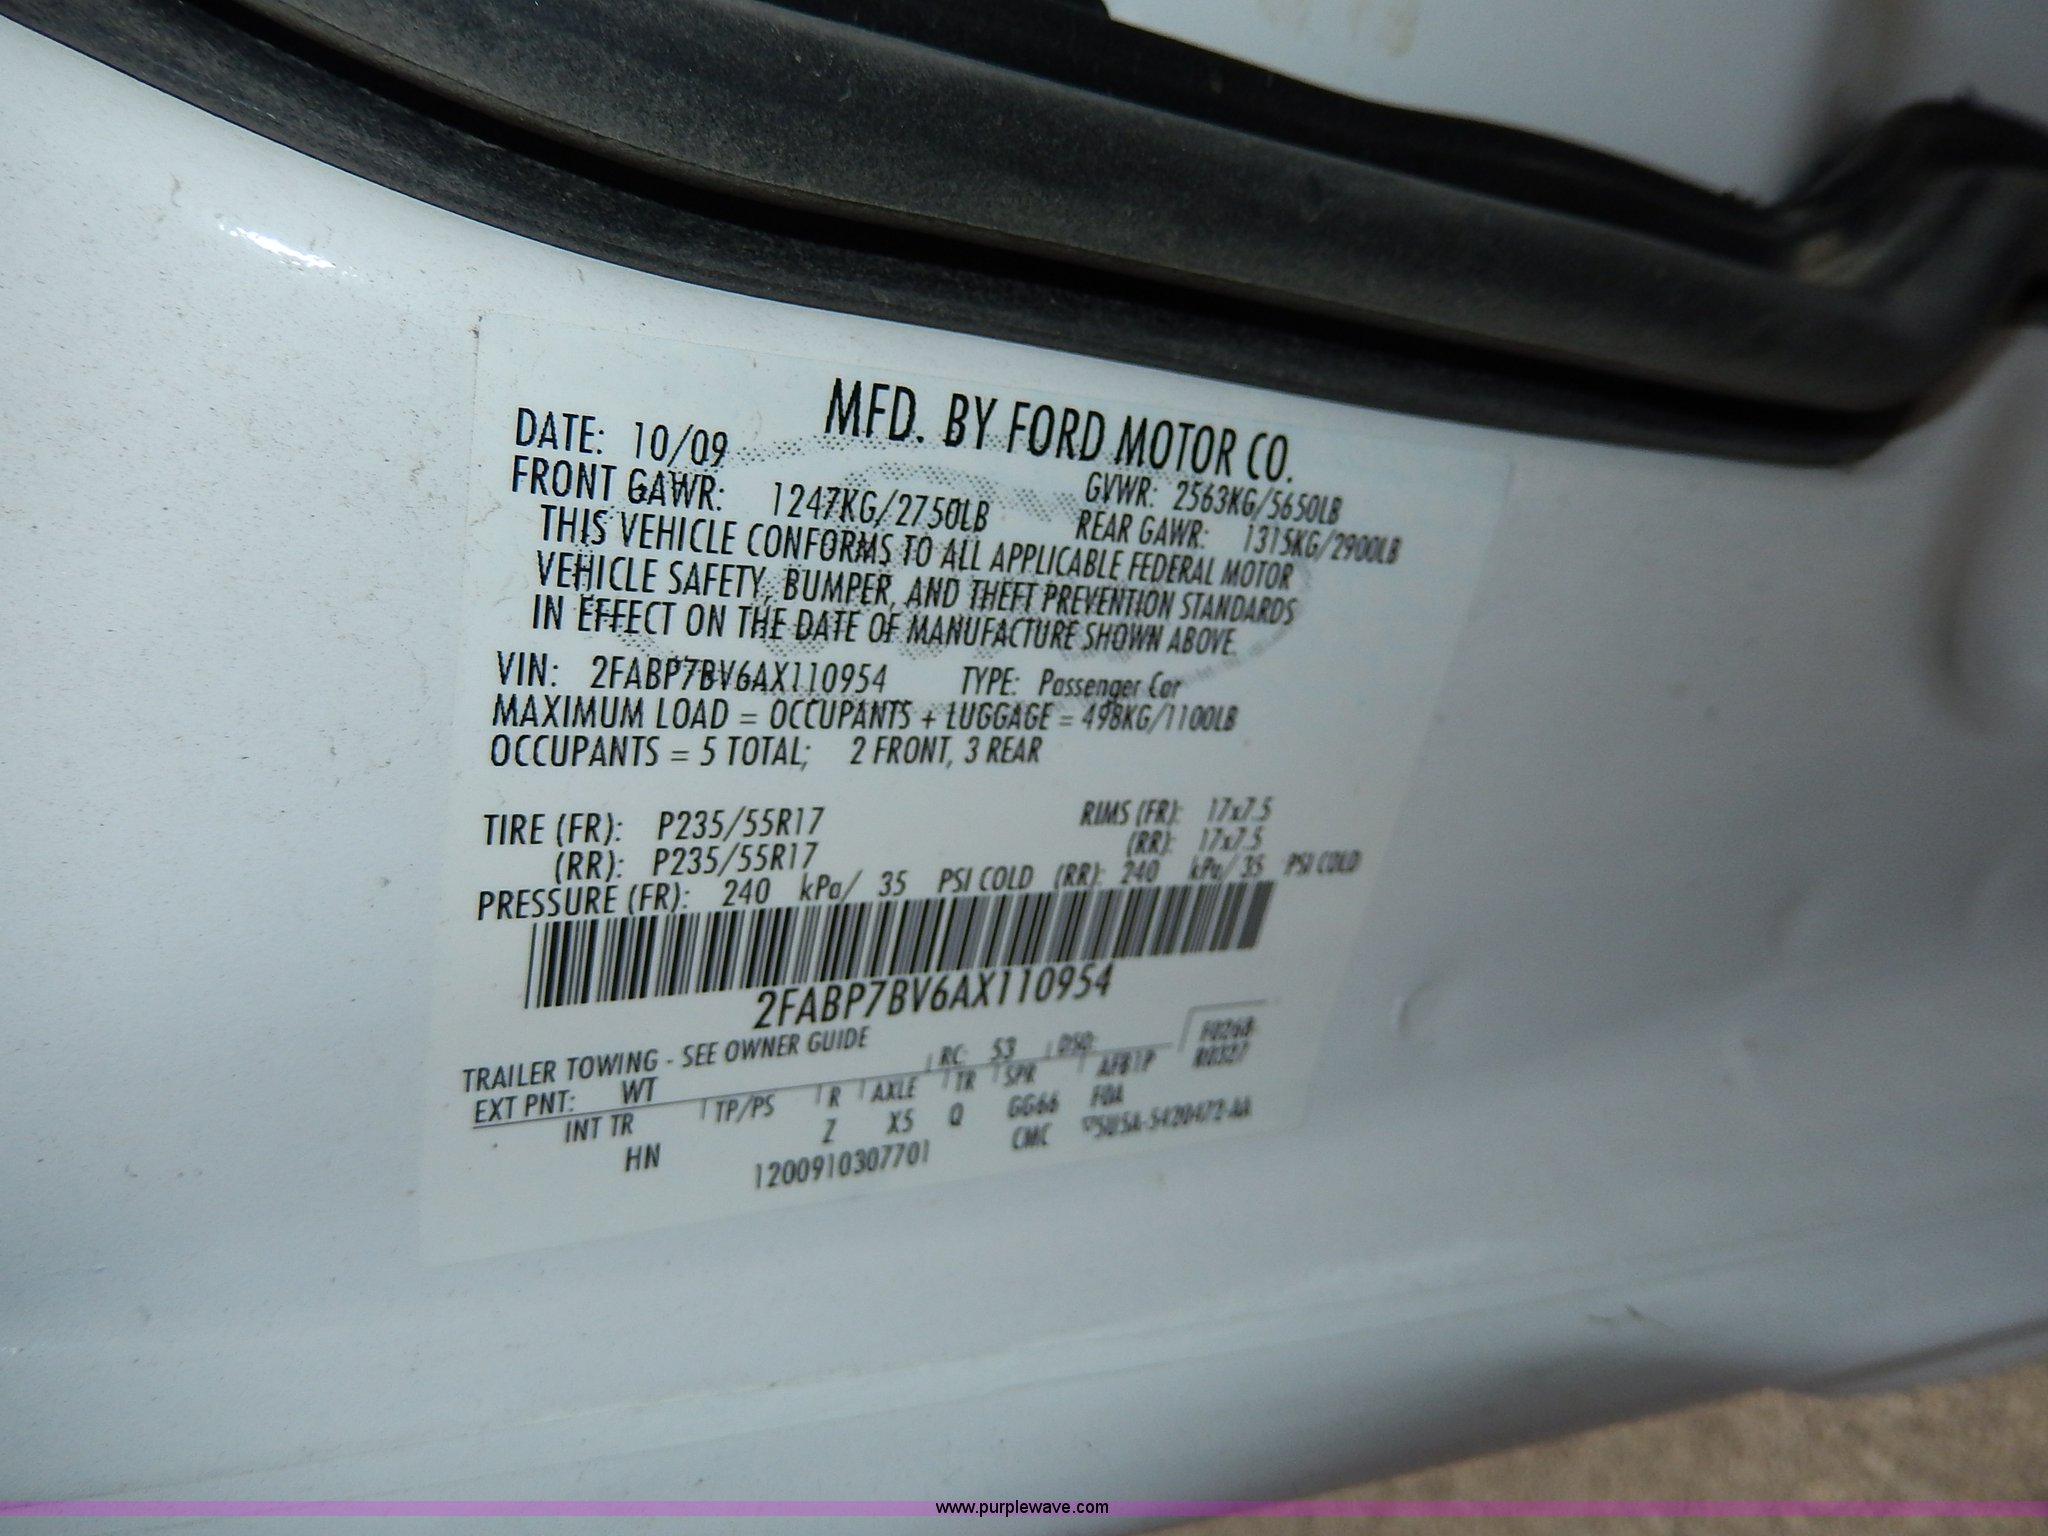 MFD. BY FORD MOTOR CO.
DATE: 10/09 GVWR: 2563KG/5650LB
FRONT GAWR: 1247KG/2750LB REAR GAWR: 1315KG/2900LB
THIS VEHICLE CONFORMS TO ALL APPLICABLE FEDERAL MOTOR
VEHICLE SAFETY, BUMPER, AND THEFT PREVENTION STANDARDS
IN EFFECT ON THE DATE OF MANUFACTURE SHOWN ABOVE.
VIN: 2FABP7BV6AX110954 TYPE: Passenger Car
MAXIMUM LOAD = OCCUPANTS + LUGGAGE = 498KG/1100LB
OCCUPANTS = 5 TOTAL; 2 FRONT, 3 REAR
TIRE (FR): P235/55R17 RIMS (FR): 17x7.5
(RR): P235/55R17 (RR): 17x7.5
PRESSURE (FR): 240 kPa/ 35 PSI COLD (RR): 240 kPa/ 35 PSI COLD
2FABP7BV6AX110954
TRAILER TOWING - SEE OWNER GUIDE
EXT PNT: WT RC: 53 DSO:
INT TR TP/PS R AXLE TR SPR
HN Z X5 Q GG66
1200910307701 CMC
www.purplewave.com